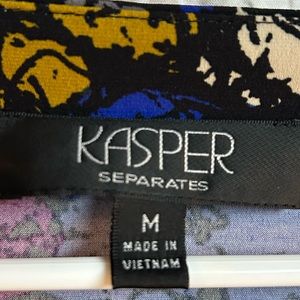 KASPER
SEPARATES
M
MADE IN
VIETNAM